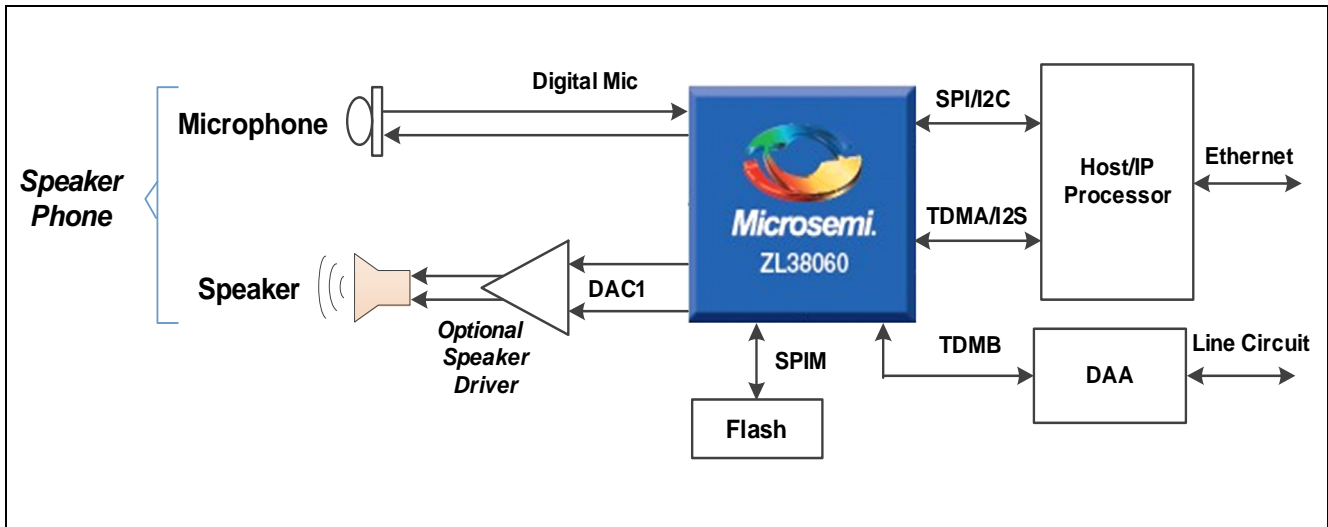 Speaker
Phone
Microphone
Speaker
Digital Mic
DAC1
Optional
Speaker
Driver
Microsemi.
ZL38060
SPIM
Flash
SPI/I2C
TDMA/I2S
Host/IP
Processor
Ethernet
TDMB
DAA
Line Circuit